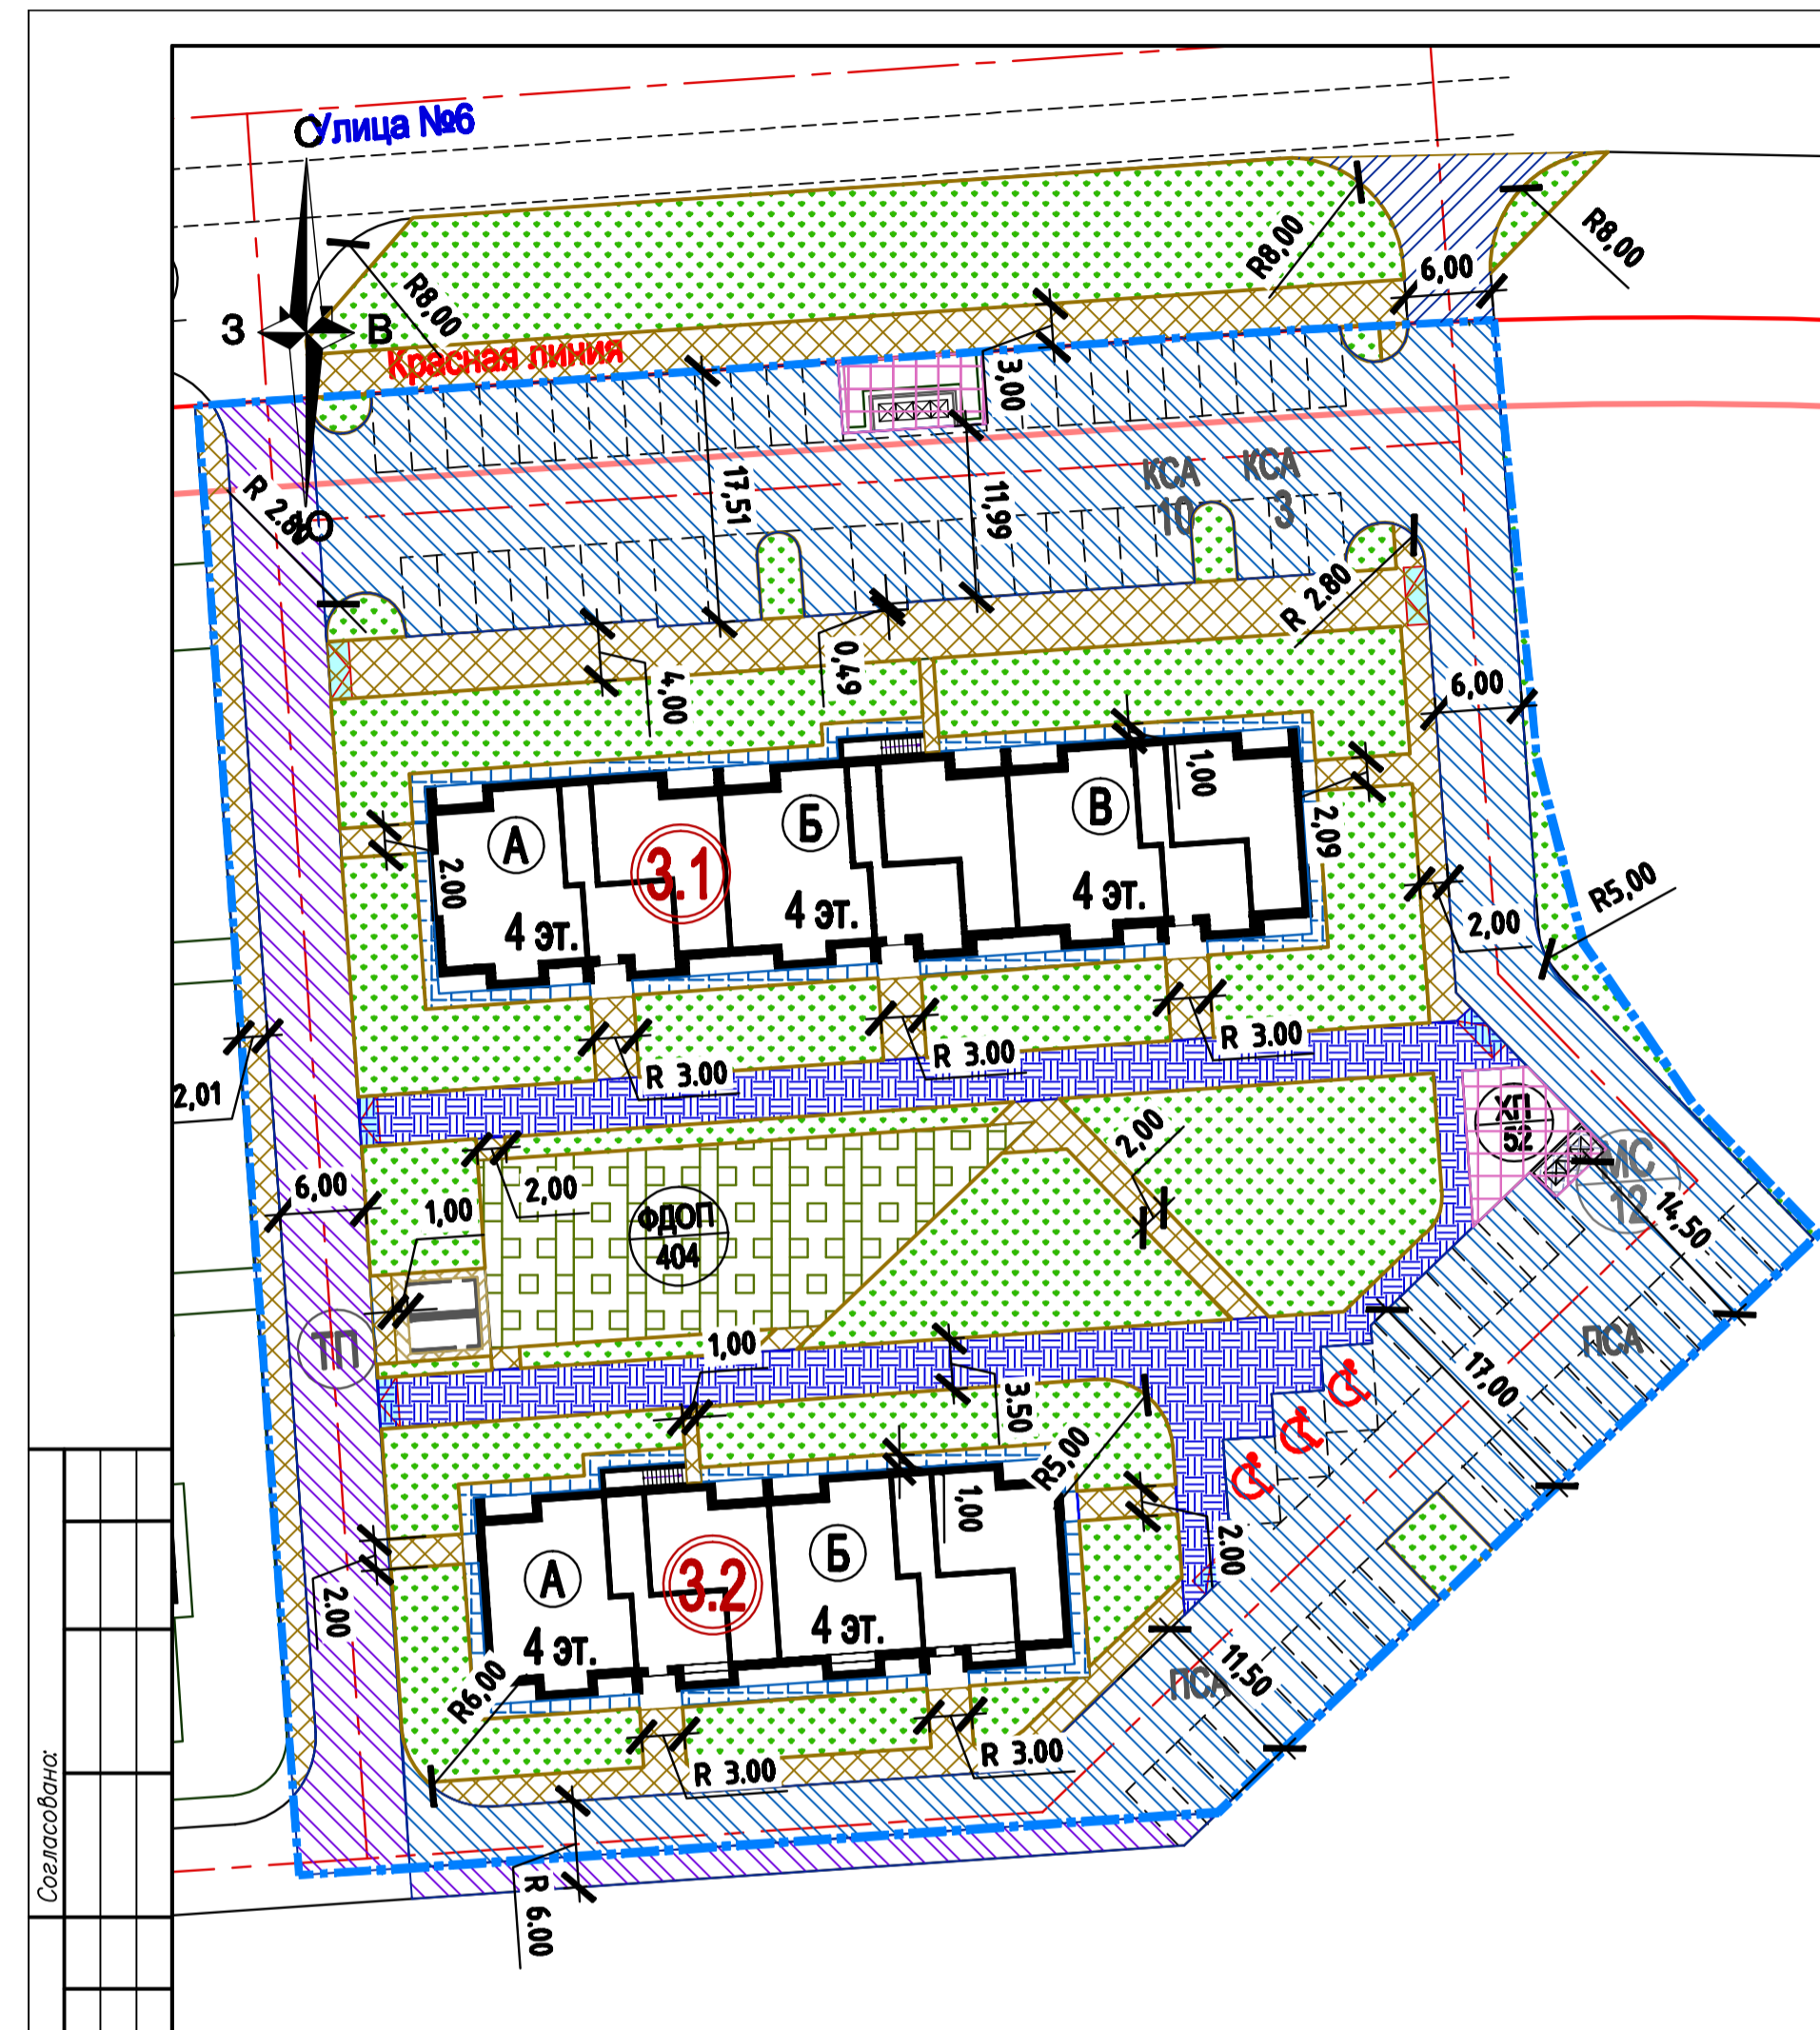 Улица №6
С
З
В
Ю
Красная линия
R8,00
R8,00
R8,00
6,00
3,00
17,51
11,99
КСА
10
КСА
3
R 2.80
R 2.80
4,00
0,49
6,00
1,00
2,09
2.00
А
Б
В
3.1
4 эт.
4 эт.
4 эт.
R5,00
2,00
R 3.00
R 3.00
R 3.00
2,01
6,00
1,00
2,00
2,00
ФДОП
404
ХП
52
ИС
12
14,50
ТП
1,00
3.50
17,00
ПСА
R5,00
1,00
2.00
2.00
А
Б
3.2
4 эт.
4 эт.
R6,00
ПСА
11,50
R 3.00
R 3.00
R 6.00
Согласовано: